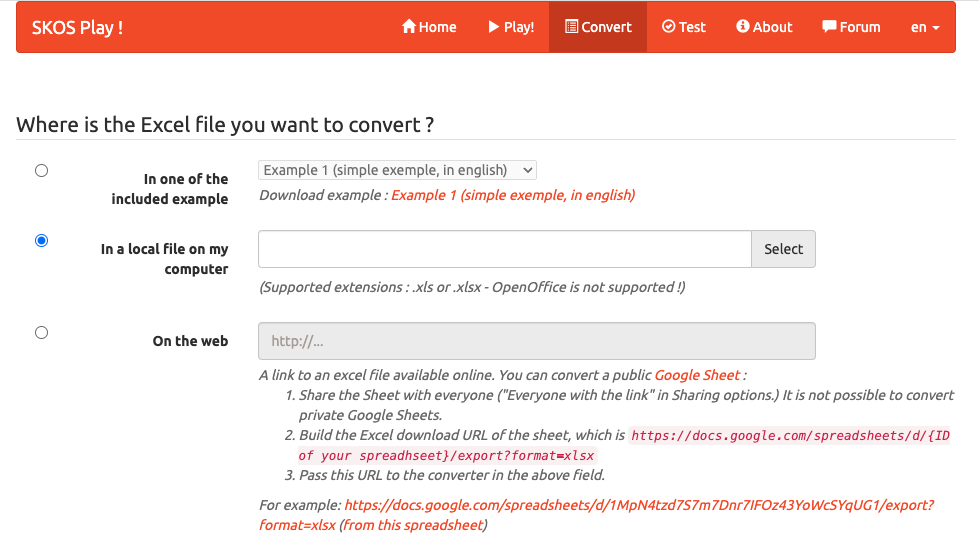 SKOS Play !
Home
Play!
Convert
Test
About
Forum
en
Where is the Excel file you want to convert ?
In one of the
included example
Example 1 (simple exemple, in english)
Download example : Example 1 (simple exemple, in english)
In a local file on my
computer
Select
(Supported extensions : .xls or .xlsx - OpenOffice is not supported !)
On the web
http://...
A link to an excel file available online. You can convert a public Google Sheet :
1. Share the Sheet with everyone ("Everyone with the link" in Sharing options.) It is not possible to convert
private Google Sheets.
2. Build the Excel download URL of the sheet, which is https://docs.google.com/spreadsheets/d/{ID
of your spreadhseet}/export?format=xlsx
3. Pass this URL to the converter in the above field.
For example: https://docs.google.com/spreadsheets/d/1MpN4tzd7S7m7Dnr7IFOz43YoWcSYqUG1/export?
format=xlsx (from this spreadsheet)